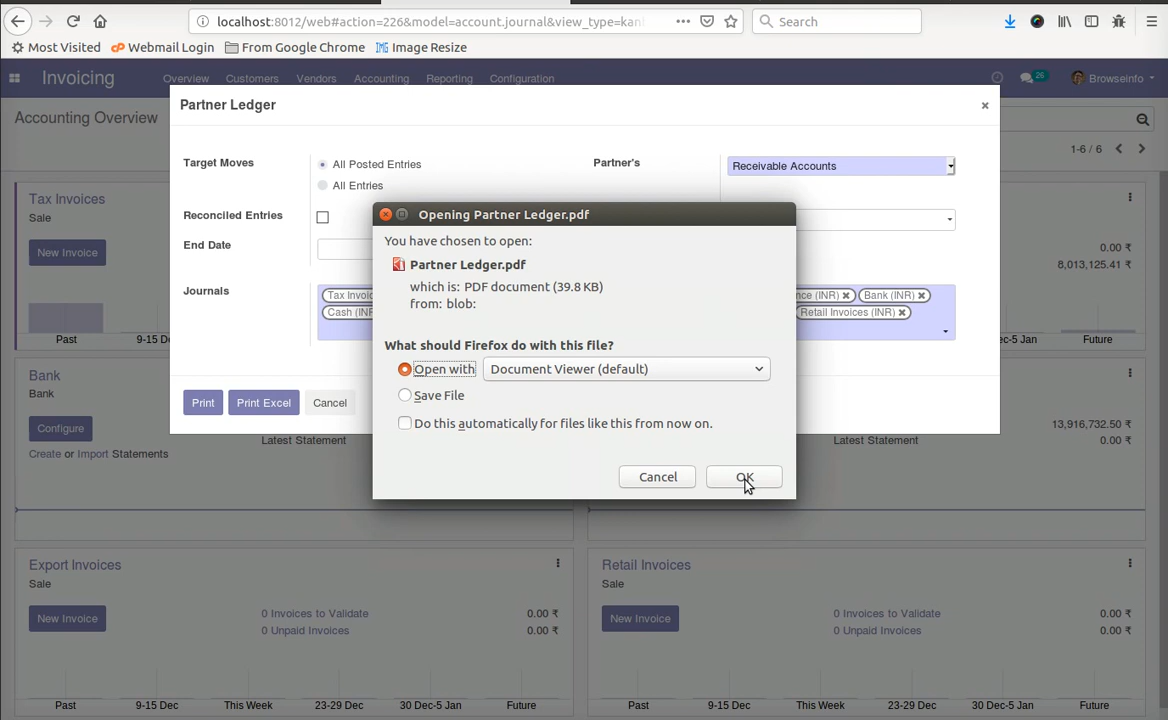 localhost:8012/web#action=226&model=account.journal&view_type=kan
Search
Most Visited
Webmail Login
From Google Chrome
Image Resize
Invoicing
Overview
Customers
Vendors
Accounting
Reporting
Configuration
26
Browseinfo
Accounting Overview
1-6 / 6
Partner Ledger
×
Target Moves
All Posted Entries
All Entries
Partner's
Receivable Accounts
Reconciled Entries
End Date
Journals
Tax Invoic
nce (INR) ×
Bank (INR) ×
Cash (INR
Retail Invoices (INR) ×
Print
Print Excel
Cancel
Opening Partner Ledger.pdf
You have chosen to open:
Partner Ledger.pdf
which is: PDF document (39.8 KB)
from: blob:
What should Firefox do with this file?
Open with
Document Viewer (default)
Save File
Do this automatically for files like this from now on.
Cancel
OK
Tax Invoices
Sale
New Invoice
Past
9-15 De
0.00 ₹
8,013,125.41 ₹
ec-5 Jan
Future
Bank
Bank
Configure
Create or Import Statements
Latest Statement
13,916,732.50 ₹
Latest Statement
0.00 ₹
Export Invoices
Sale
New Invoice
0 Invoices to Validate
0.00 ₹
0 Unpaid Invoices
0.00 ₹
Past
9-15 Dec
This Week
23-29 Dec
30 Dec-5 Jan
Future
Retail Invoices
Sale
New Invoice
0 Invoices to Validate
0.00 ₹
0 Unpaid Invoices
0.00 ₹
Past
9-15 Dec
This Week
23-29 Dec
30 Dec-5 Jan
Future